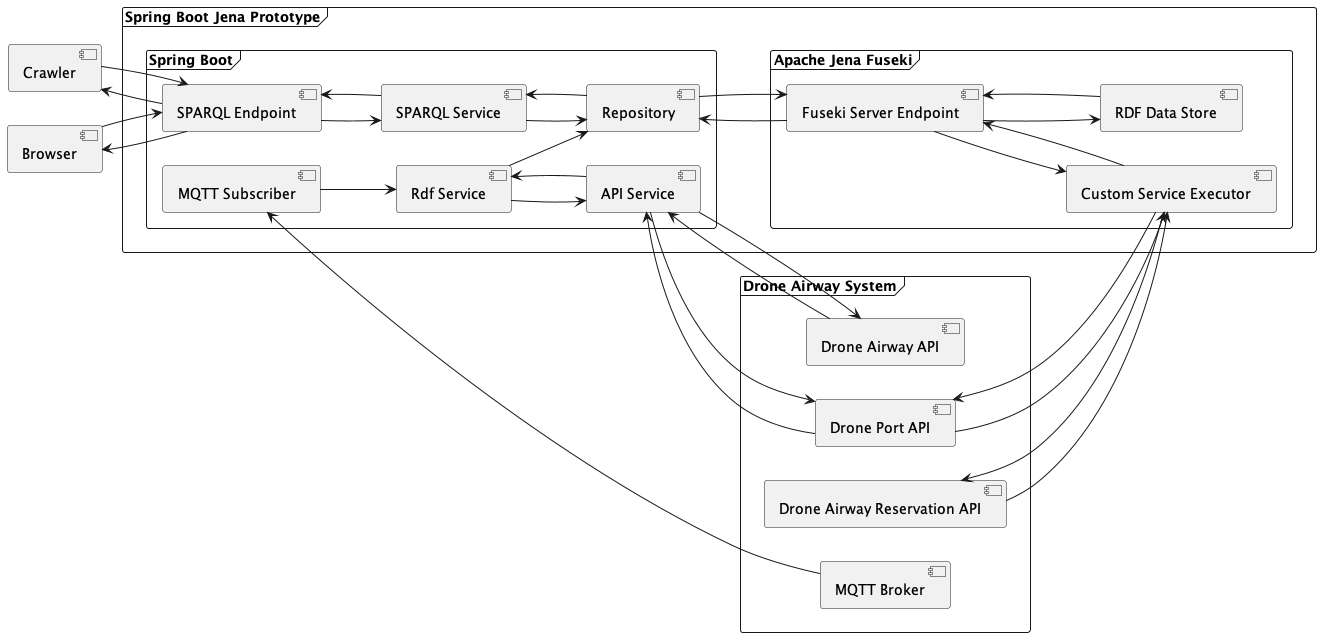 Spring Boot Jena Prototype
Spring Boot
Apache Jena Fuseki
Crawler
SPARQL Endpoint
SPARQL Service
Repository
Fuseki Server Endpoint
RDF Data Store
Browser
MQTT Subscriber
Rdf Service
API Service
Custom Service Executor
Drone Airway System
Drone Airway API
Drone Port API
Drone Airway Reservation API
MQTT Broker